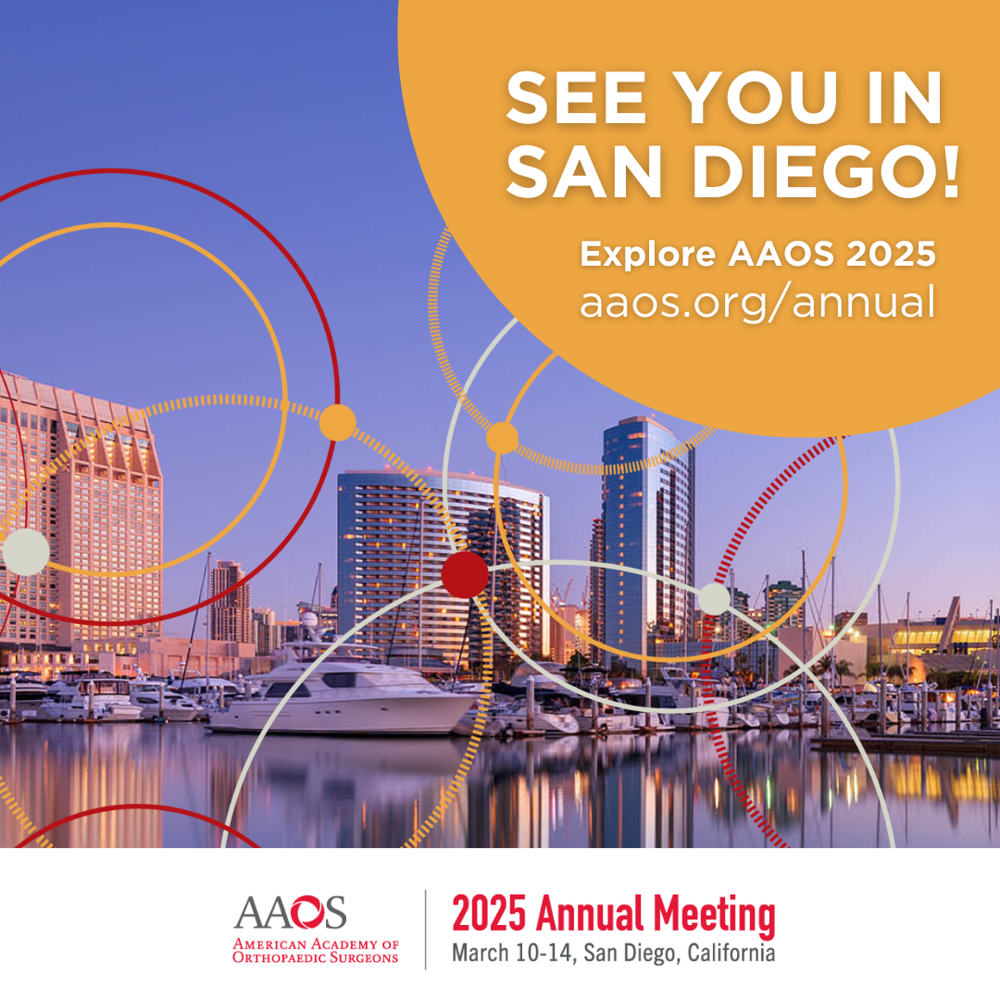 SEE YOU IN
SAN DIEGO!
Explore AAOS 2025
aaos.org/annual
AAOS
AMERICAN ACADEMY OF
ORTHOPAEDIC SURGEONS
2025 Annual Meeting
March 10-14, San Diego, California